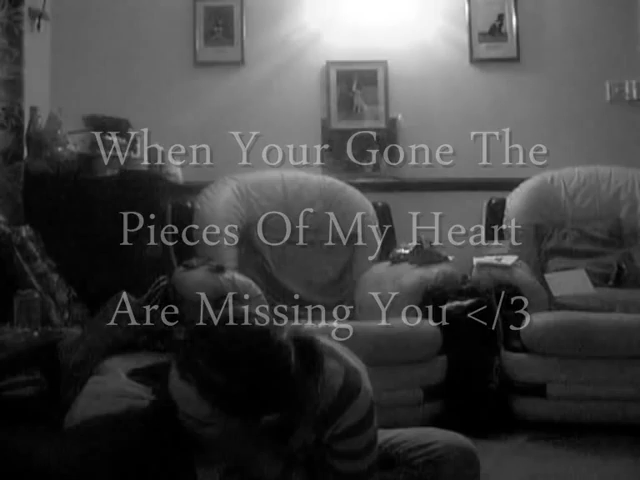 When Your Gone The
Pieces Of My Heart
Are Missing You </3